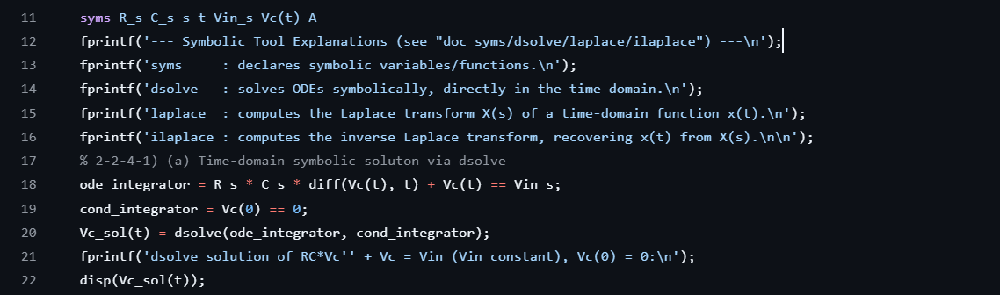 11 syms R_s C_s s t Vin_s Vc(t) A
12 fprintf('--- Symbolic Tool Explanations (see "doc syms/dsolve/laplace/ilaplace") ---\n');
13 fprintf('syms     : declares symbolic variables/functions.\n');
14 fprintf('dsolve   : solves ODEs symbolically, directly in the time domain.\n');
15 fprintf('laplace  : computes the Laplace transform X(s) of a time-domain function x(t).\n');
16 fprintf('ilaplace : computes the inverse Laplace transform, recovering x(t) from X(s).\n\n');
17 % 2-2-4-1) (a) Time-domain symbolic soluton via dsolve
18 ode_integrator = R_s * C_s * diff(Vc(t), t) + Vc(t) == Vin_s;
19 cond_integrator = Vc(0) == 0;
20 Vc_sol(t) = dsolve(ode_integrator, cond_integrator);
21 fprintf('dsolve solution of RC*Vc'' + Vc = Vin (Vin constant), Vc(0) = 0:\n');
22 disp(Vc_sol(t));